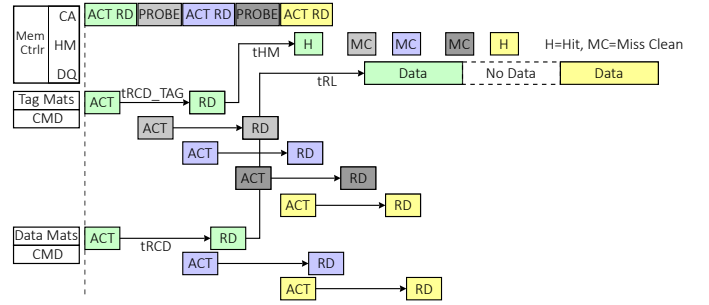 CA ACT RD PROBE ACT RD PROBE ACT RD
Mem Ctrlr HM tHM H MC MC MC H H=Hit, MC=Miss Clean
DQ tRL Data No Data Data
Tag Mats ACT tRCD_TAG RD
CMD
ACT RD
ACT RD
ACT RD
ACT RD
Data Mats ACT tRCD RD
CMD ACT RD
ACT RD